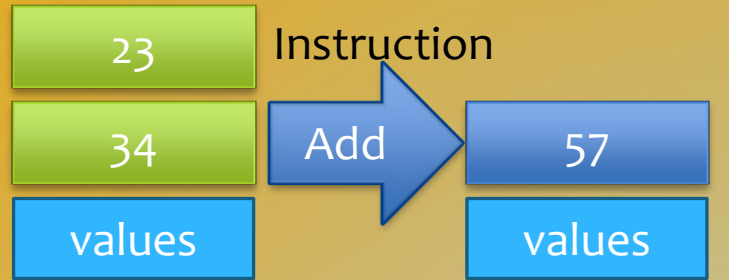 23
Instruction
34
Add
57
values
values